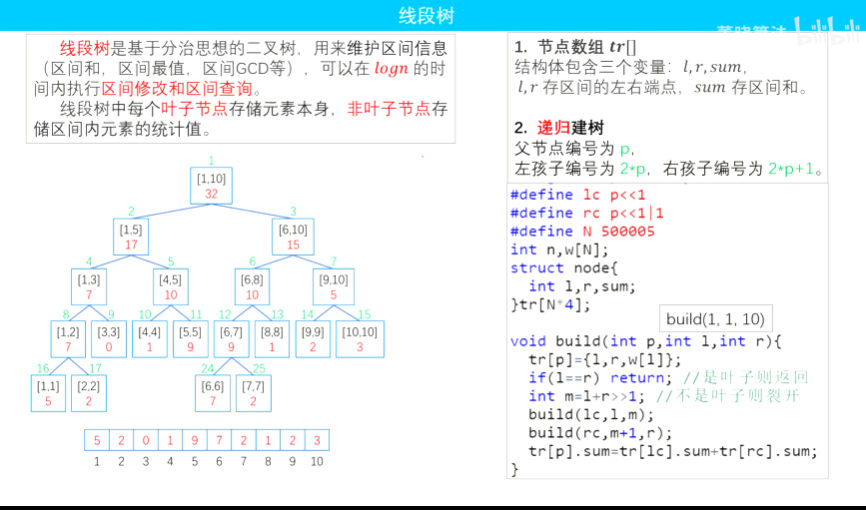 线段树
董晓算法 bilibili
线段树是基于分治思想的二叉树，用来维护区间信息
（区间和，区间最值，区间GCD等），可以在 logn 的时
间内执行区间修改和区间查询。
线段树中每个叶子节点存储元素本身，非叶子节点存
储区间内元素的统计值。
1
[1,10]
32
2 3
[1,5] [6,10]
17 15
4 5 6 7
[1,3] [4,5] [6,8] [9,10]
7 10 10 5
8 9 10 11 12 13 14 15
[1,2] [3,3] [4,4] [5,5] [6,7] [8,8] [9,9] [10,10]
7 0 1 9 9 1 2 3
16 17 24 25
[1,1] [2,2] [6,6] [7,7]
5 2 7 2
5 2 0 1 9 7 2 1 2 3
1 2 3 4 5 6 7 8 9 10
1. 节点数组 tr[]
结构体包含三个变量：l,r,sum,
l,r 存区间的左右端点，sum 存区间和。
2. 递归建树
父节点编号为 p,
左孩子编号为 2*p，右孩子编号为 2*p+1。
#define lc p<<1
#define rc p<<1|1
#define N 500005
int n,w[N];
struct node{
int l,r,sum;
}tr[N*4];
build(1, 1, 10)
void build(int p,int l,int r){
tr[p]={l,r,w[l]};
if(l==r) return; //是叶子则返回
int m=l+r>>1; //不是叶子则裂开
build(lc,l,m);
build(rc,m+1,r);
tr[p].sum=tr[lc].sum+tr[rc].sum;
}